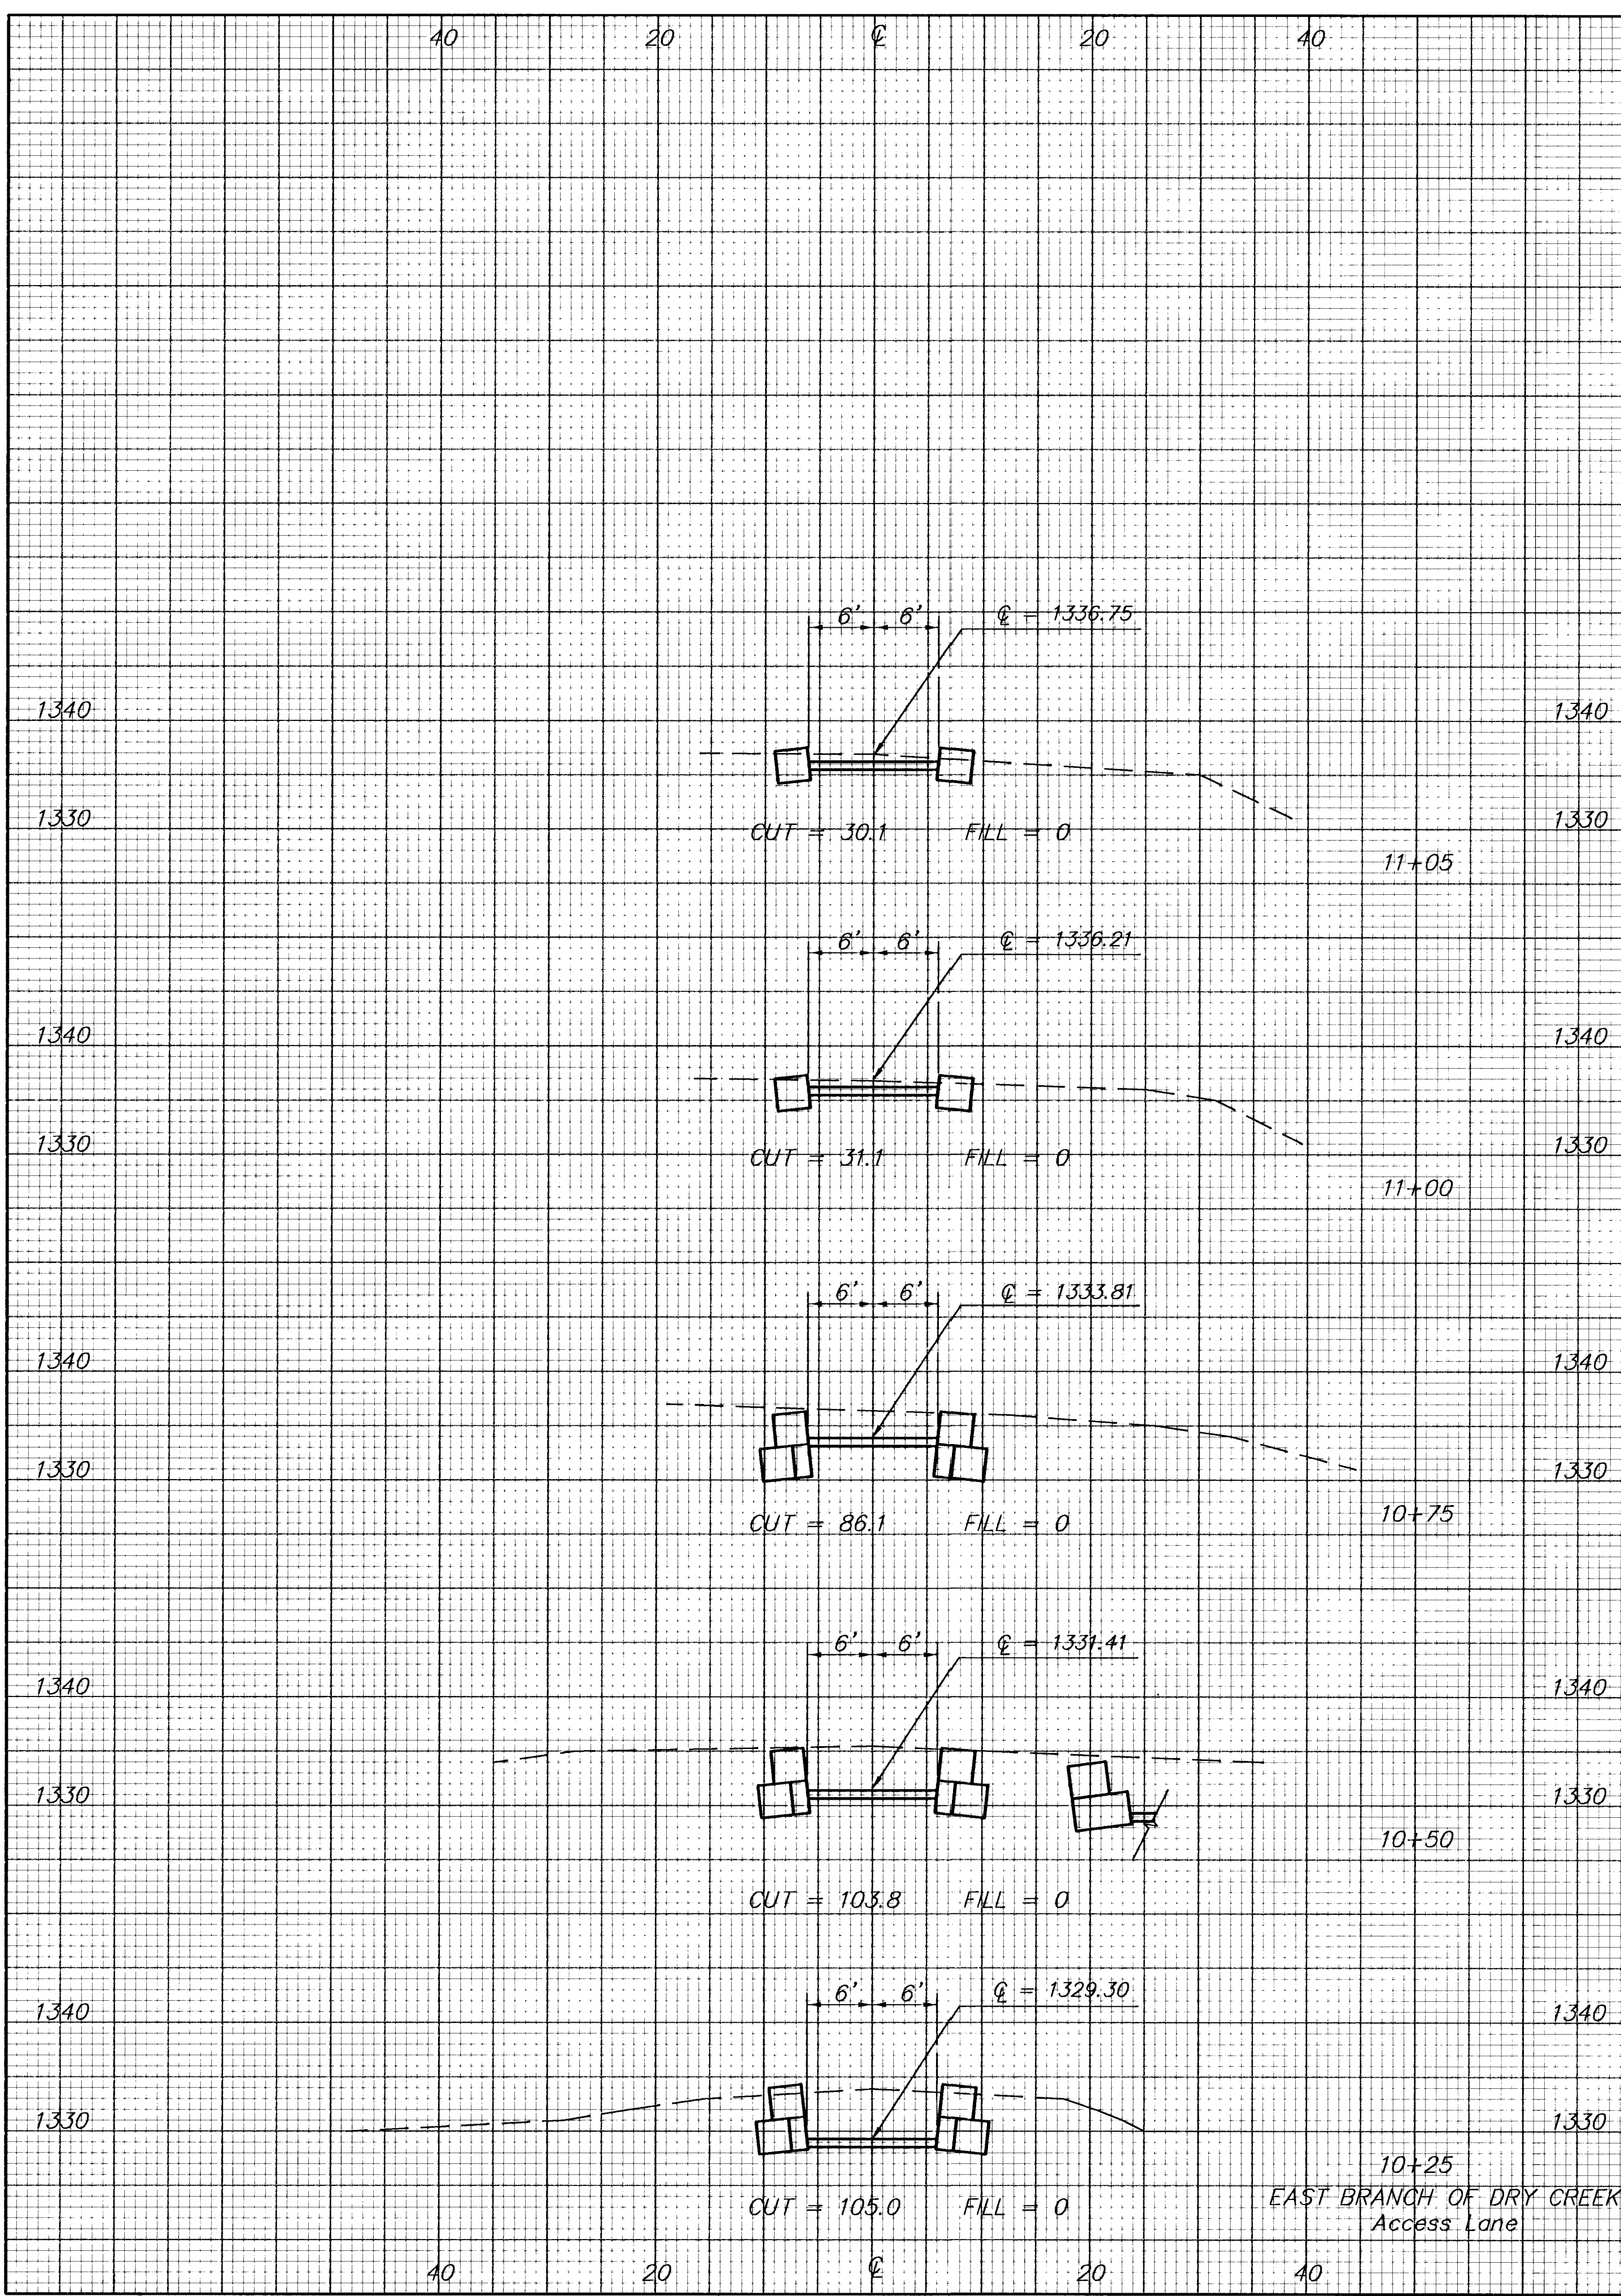 40 20 ℄ 20 40
6' 6' ℄ = 1336.75
1340 1340
1330 1330
CUT = 30.1 FILL = 0
11+05
6' 6' ℄ = 1336.21
1340 1340
1330 1330
CUT = 31.1 FILL = 0
11+00
6' 6' ℄ = 1333.81
1340 1340
1330 1330
CUT = 86.1 FILL = 0
10+75
6' 6' ℄ = 1331.41
1340 1340
1330 1330
10+50
CUT = 103.8 FILL = 0
6' 6' ℄ = 1329.30
1340 1340
1330 1330
10+25
CUT = 105.0 FILL = 0
EAST BRANCH OF DRY CREEK
Access Lane
40 20 ℄ 20 40